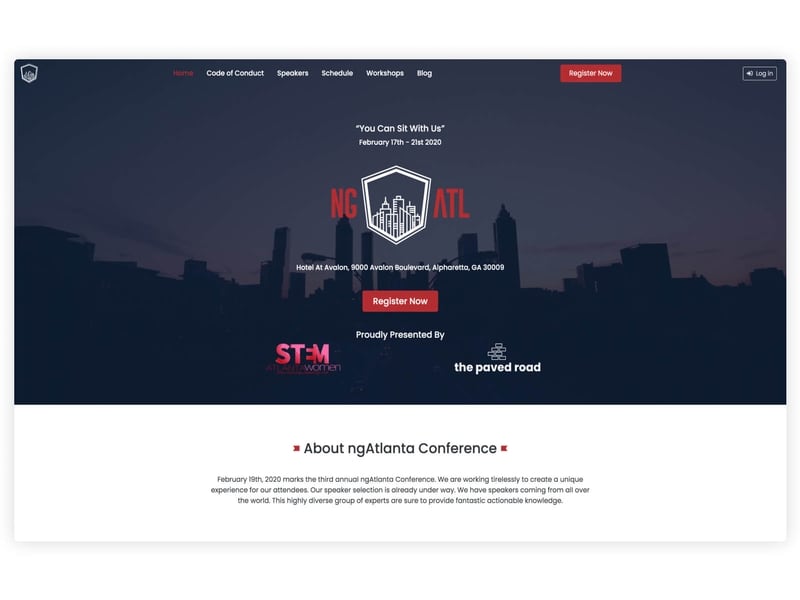 Home Code of Conduct Speakers Schedule Workshops Blog Register Now Log in
“You Can Sit With Us”
February 17th - 21st 2020
NG ATL
Hotel At Avalon, 9000 Avalon Boulevard, Alpharetta, GA 30009
Register Now
Proudly Presented By
STEM
ATLANTAwomen
the paved road
About ngAtlanta Conference
February 19th, 2020 marks the third annual ngAtlanta Conference. We are working tirelessly to create a unique
experience for our attendees. Our speaker selection is already under way. We have speakers coming from all over
the world. This highly diverse group of experts are sure to provide fantastic actionable knowledge.